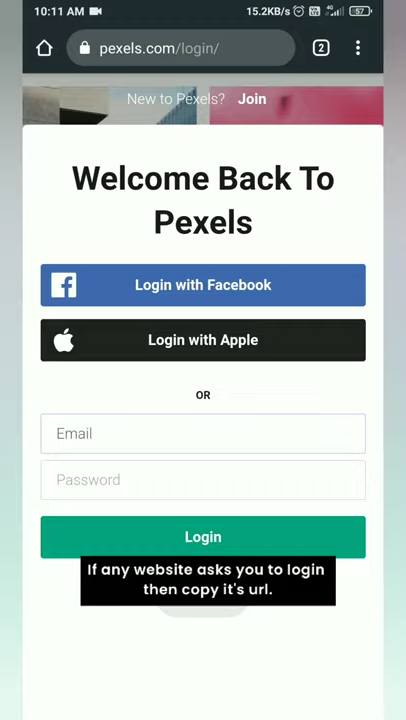 10:11 AM 15.2KB/s 4G 57
pexels.com/login/ 2
New to Pexels? Join
Welcome Back To
Pexels
Login with Facebook
Login with Apple
OR
Email
Password
Login
If any website asks you to login
then copy it's url.